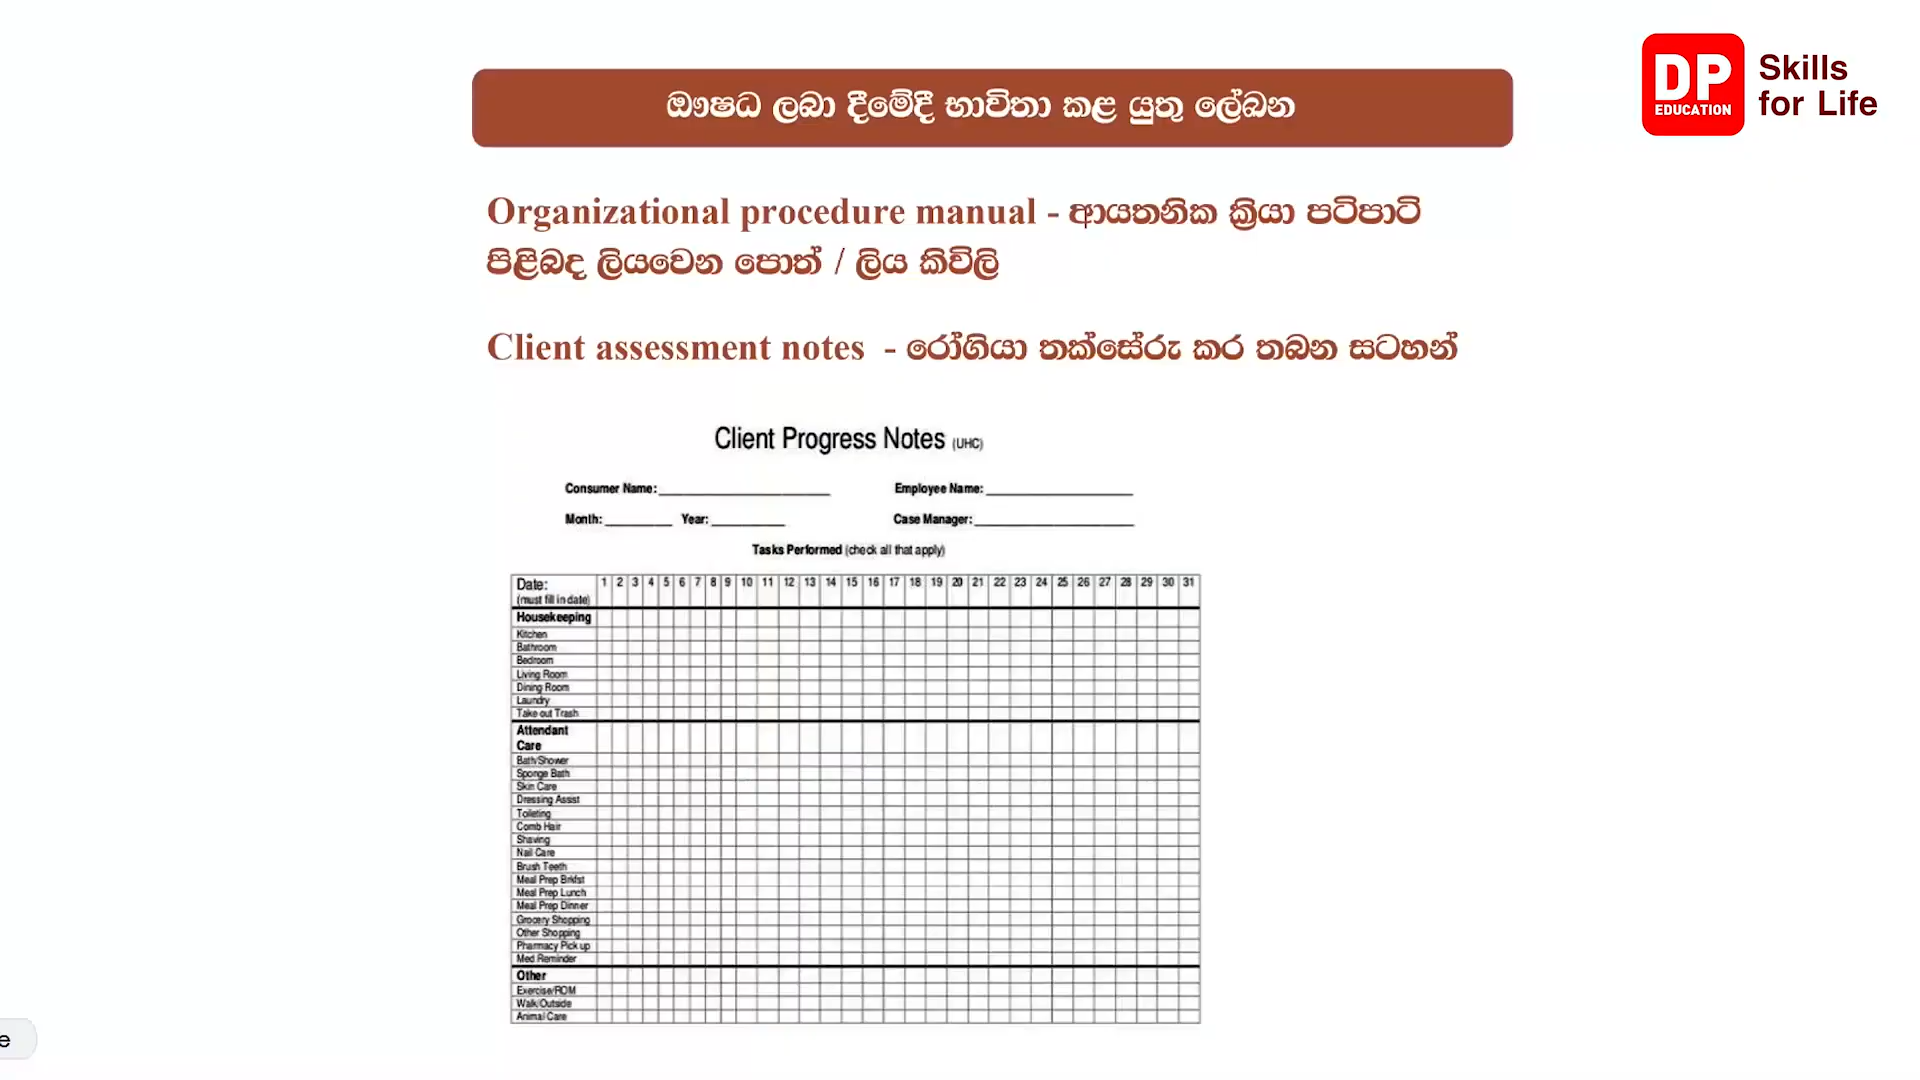 ඖෂධ ලබා දීමේදී භාවිතා කළ යුතු ලේඛන
DP
EDUCATION
Skills
for Life
Organizational procedure manual - ආයතනික ක්‍රියා පටිපාටි
පිළිබද ලියවෙන පොත් / ලිය කිවිලි
Client assessment notes - රෝගියා තක්සේරු කර තබන සටහන්
Client Progress Notes (UHC)
Consumer Name: Employee Name:
Month: Year: Case Manager:
Tasks Performed (check all that apply)
Date: 1 2 3 4 5 6 7 8 9 10 11 12 13 14 15 16 17 18 19 20 21 22 23 24 25 26 27 28 29 30 31
(must fill in date)
Housekeeping
Kitchen
Bathroom
Bedroom
Living Room
Dining Room
Laundry
Take out Trash
Attendant
Care
Bath/Shower
Sponge Bath
Skin Care
Dressing Assist
Toileting
Comb Hair
Shaving
Nail Care
Brush Teeth
Meal Prep Brkfst
Meal Prep Lunch
Meal Prep Dinner
Grocery Shopping
Other Shopping
Pharmacy Pick up
Med Reminder
Other
Exercise/ROM
Walk/Outside
Animal Care
e